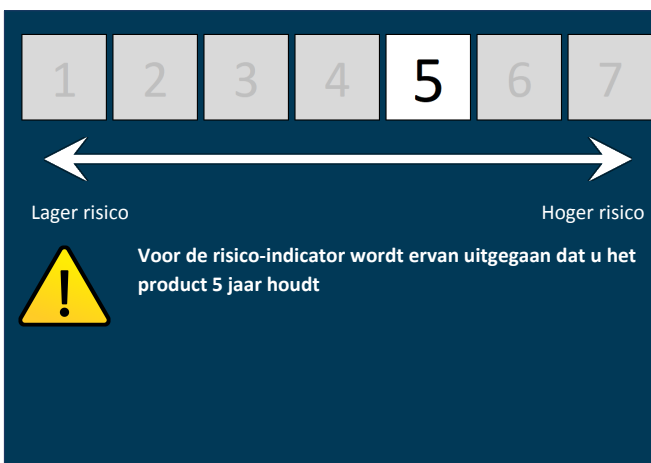 1 2 3 4 5 6 7
Lager risico Hoger risico
!
Voor de risico-indicator wordt ervan uitgegaan dat u het
product 5 jaar houdt